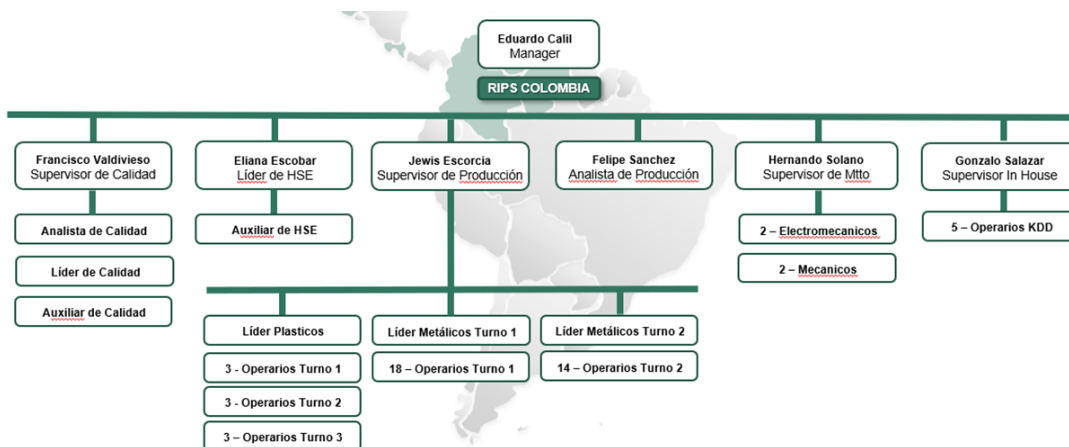 Eduardo Calil
Manager
RIPS COLOMBIA
Francisco Valdivieso
Supervisor de Calidad
Eliana Escobar
Líder de HSE
Jewis Escorcia
Supervisor de Producción
Felipe Sanchez
Analista de Producción
Hernando Solano
Supervisor de Mtto
Gonzalo Salazar
Supervisor In House
Analista de Calidad
Líder de Calidad
Auxiliar de Calidad
Auxiliar de HSE
2 – Electromecanicos
2 – Mecanicos
5 – Operarios KDD
Líder Plasticos
3 - Operarios Turno 1
3 - Operarios Turno 2
3 – Operarios Turno 3
Líder Metálicos Turno 1
18 – Operarios Turno 1
Líder Metálicos Turno 2
14 – Operarios Turno 2